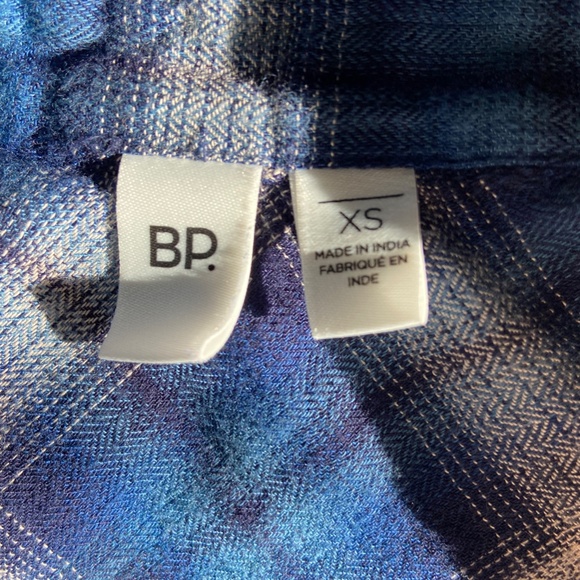 BP.
XS
MADE IN INDIA
FABRIQUÉ EN
INDE